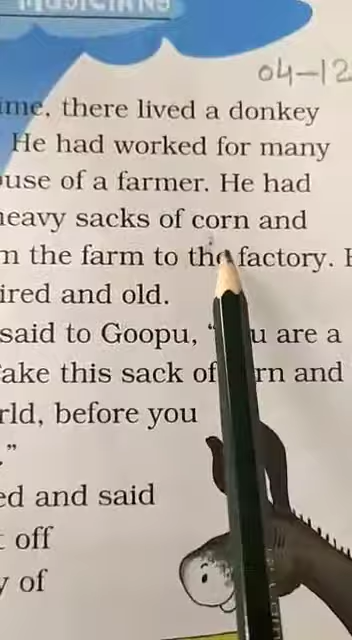 MUSICIANS
04-12
ime, there lived a donkey
He had worked for many
ouse of a farmer. He had
heavy sacks of corn and
m the farm to the factory. H
ired and old.
said to Goopu, “ u are a
ake this sack of rn and
rld, before you
.”
ed and said
t off
y of